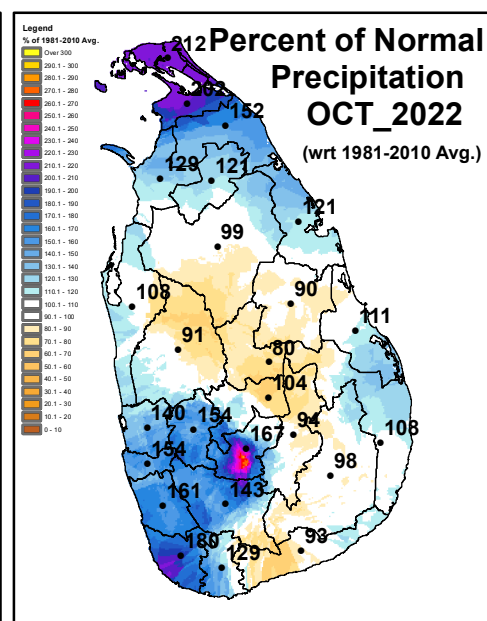 Legend
% of 1981-2010 Avg.
Over 300
290.1 - 300
280.1 - 290
270.1 - 280
260.1 - 270
250.1 - 260
240.1 - 250
230.1 - 240
220.1 - 230
210.1 - 220
200.1 - 210
190.1 - 200
180.1 - 190
170.1 - 180
160.1 - 170
150.1 - 160
140.1 - 150
130.1 - 140
120.1 - 130
110.1 - 120
100.1 - 110
90.1 - 100
80.1 - 90
70.1 - 80
60.1 - 70
50.1 - 60
40.1 - 50
30.1 - 40
20.1 - 30
10.1 - 20
0 - 10
Percent of Normal
Precipitation
OCT_2022
(wrt 1981-2010 Avg.)
212
202
152
129
121
121
99
108
90
111
91
80
104
140
154
94
167
108
154
98
161
143
180
129
93